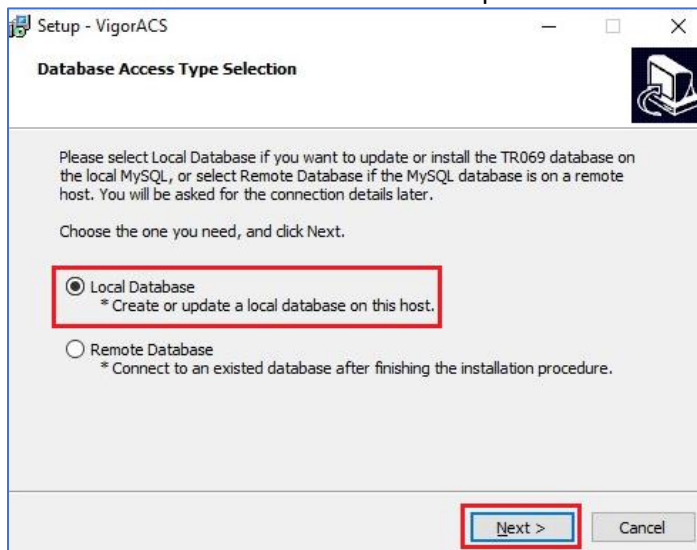 Setup - VigorACS
Database Access Type Selection
Please select Local Database if you want to update or install the TR069 database on
the local MySQL, or select Remote Database if the MySQL database is on a remote
host. You will be asked for the connection details later.
Choose the one you need, and click Next.
Local Database
* Create or update a local database on this host.
Remote Database
* Connect to an existed database after finishing the installation procedure.
Next >
Cancel